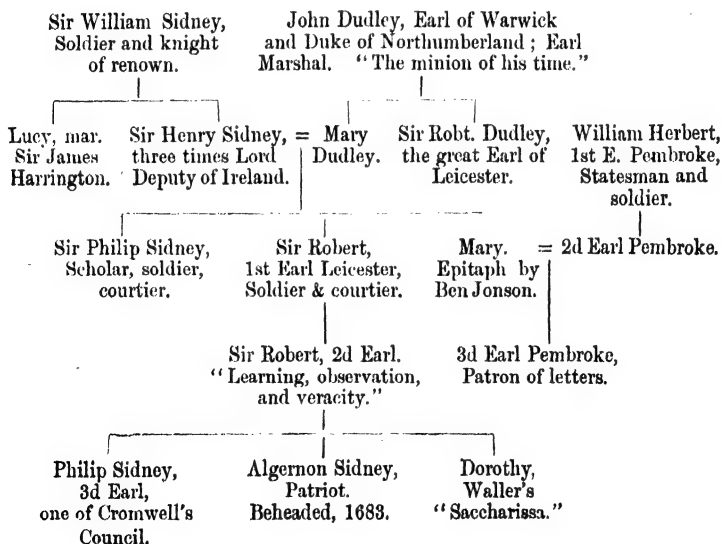 Sir William Sidney,
Soldier and knight
of renown.
John Dudley, Earl of Warwick
and Duke of Northumberland ; Earl
Marshal. "The minion of his time."
Lucy, mar.
Sir James
Harrington.
Sir Henry Sidney,
three times Lord
Deputy of Ireland.
=
Mary
Dudley.
Sir Robt. Dudley,
the great Earl of
Leicester.
William Herbert,
1st E. Pembroke,
Statesman and
soldier.
Sir Philip Sidney,
Scholar, soldier,
courtier.
Sir Robert,
1st Earl Leicester,
Soldier & courtier.
Mary.
Epitaph by
Ben Jonson.
= 2d Earl Pembroke.
Sir Robert, 2d Earl.
"Learning, observation,
and veracity."
3d Earl Pembroke,
Patron of letters.
Philip Sidney,
3d Earl,
one of Cromwell's
Council.
Algernon Sidney,
Patriot.
Beheaded, 1683.
Dorothy,
Waller's
"Saccharissa."